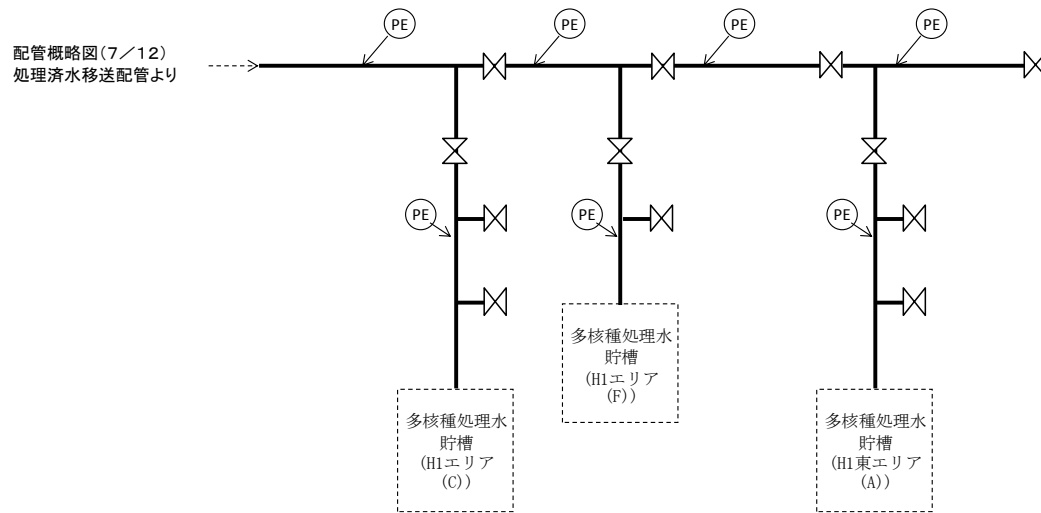 PE
PE
PE
PE
配管概略図(7/12)
処理済水移送配管より
PE
PE
PE
多核種処理水
貯槽
(H1エリア
(F))
多核種処理水
貯槽
(H1エリア
(C))
多核種処理水
貯槽
(H1東エリア
(A))